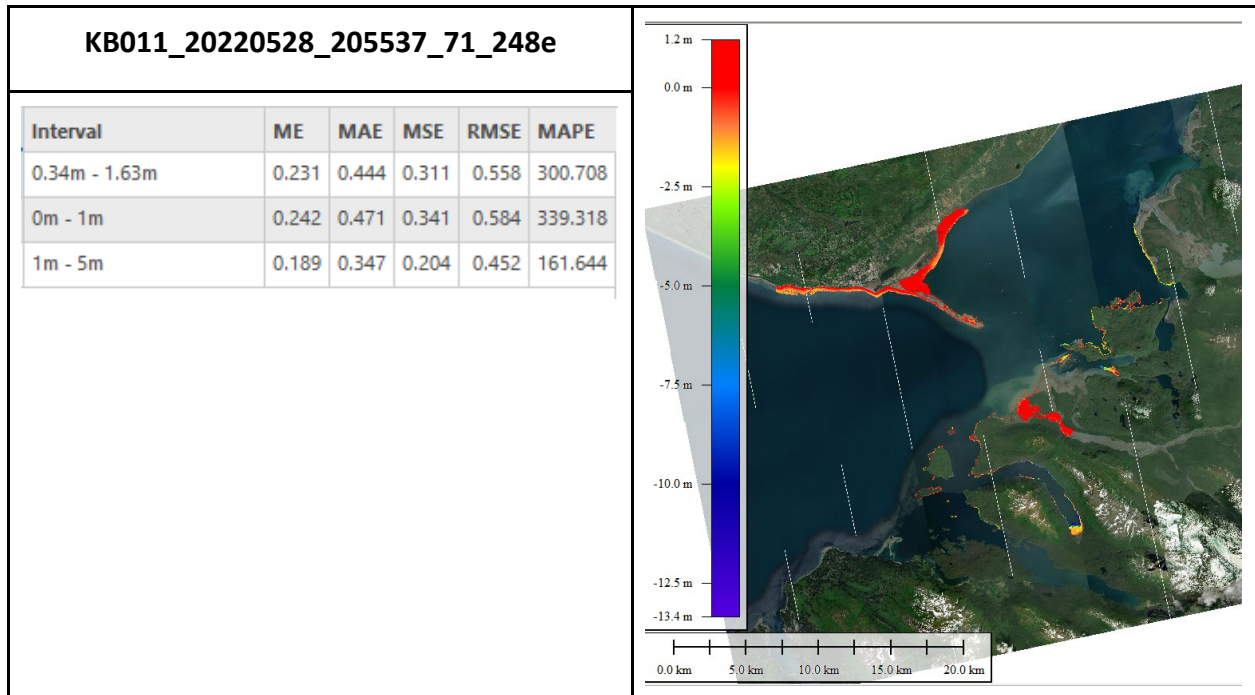 KB011_20220528_205537_71_248e
Interval ME MAE MSE RMSE MAPE
0.34m - 1.63m 0.231 0.444 0.311 0.558 300.708
0m - 1m 0.242 0.471 0.341 0.584 339.318
1m - 5m 0.189 0.347 0.204 0.452 161.644
1.2 m
0.0 m
-2.5 m
-5.0 m
-7.5 m
-10.0 m
-12.5 m
-13.4 m
0.0 km 5.0 km 10.0 km 15.0 km 20.0 km